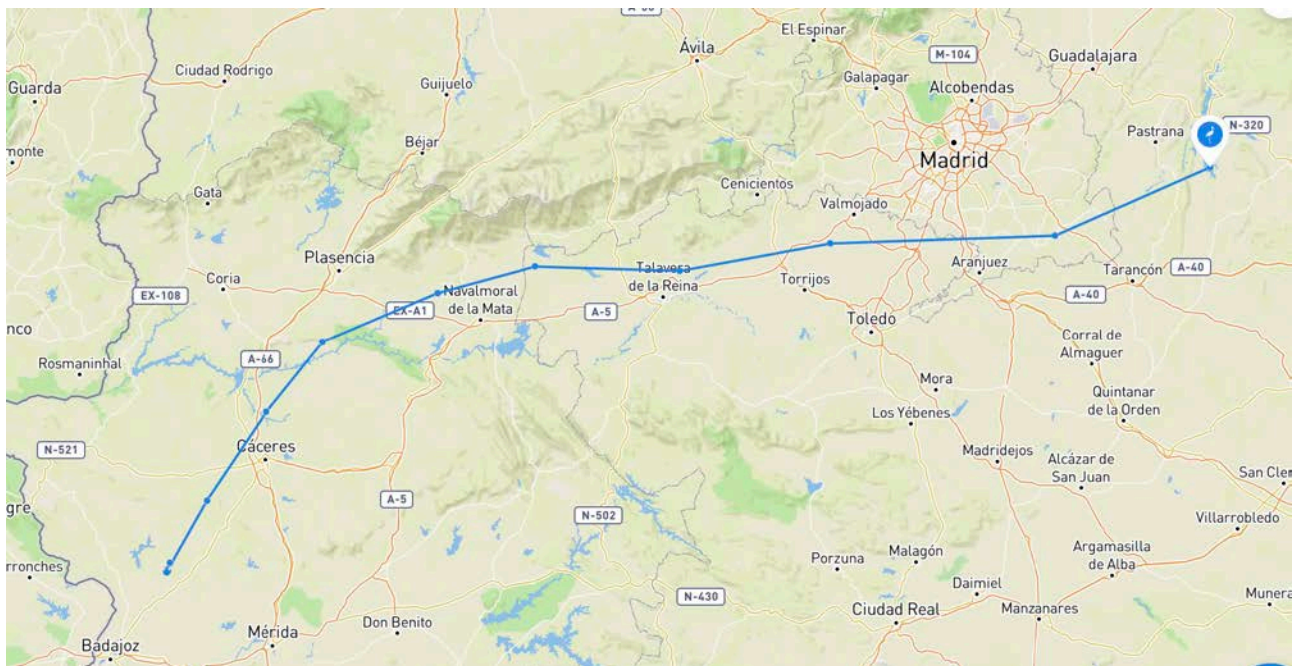 El Espinar
Ávila
M-104
Guadalajara
Ciudad Rodrigo
Galapagar
Alcobendas
Guarda
Guijuelo
N-320
Pastrana
Béjar
monte
Madrid
Gata
Cenicientos
Valmojado
Plasencia
Coria
Talavera
de la Reina
Aranjuez
Tarancón
A-40
Torrijos
EX-108
Navalmoral
de la Mata
EX-A1
A-5
A-40
Toledo
nco
Corral de
Almaguer
A-66
Rosmaninhal
Mora
Quintanar
de la Orden
Los Yébenes
Cáceres
N-521
Madridejos
Alcázar de
San Juan
San Cle
A-5
gre
N-502
Villarrobledo
Porzuna
Malagón
Argamasilla
de Alba
rronches
Daimiel
N-430
Munera
Ciudad Real
Manzanares
Don Benito
Mérida
Badajoz